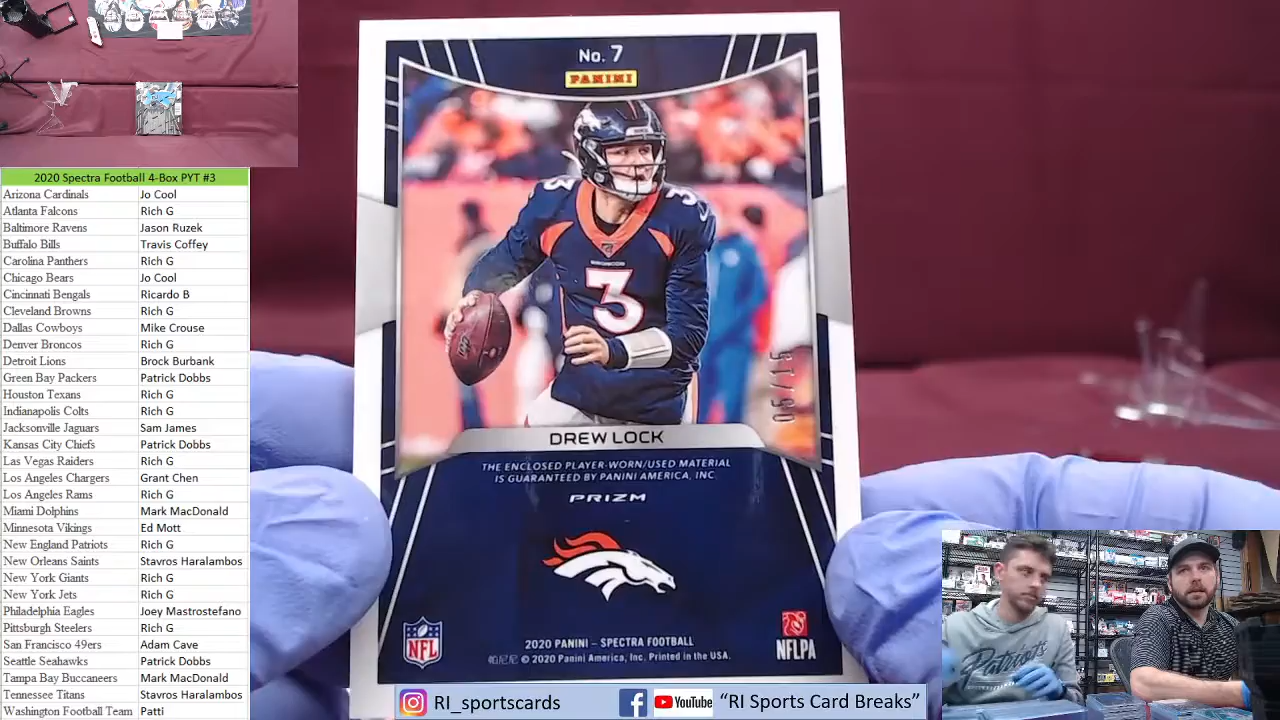 No. 7
PANINI
3
3
3
05/15
DREW LOCK
THE ENCLOSED PLAYER-WORN/USED MATERIAL
IS GUARANTEED BY PANINI AMERICA, INC.
PRIZM
NFL
NFLPA
2020 PANINI – SPECTRA FOOTBALL
帕尼尼 © 2020 Panini America, Inc. Printed in the USA.
2020 Spectra Football 4-Box PYT #3
Arizona Cardinals Jo Cool
Atlanta Falcons Rich G
Baltimore Ravens Jason Ruzek
Buffalo Bills Travis Coffey
Carolina Panthers Rich G
Chicago Bears Jo Cool
Cincinnati Bengals Ricardo B
Cleveland Browns Rich G
Dallas Cowboys Mike Crouse
Denver Broncos Rich G
Detroit Lions Brock Burbank
Green Bay Packers Patrick Dobbs
Houston Texans Rich G
Indianapolis Colts Rich G
Jacksonville Jaguars Sam James
Kansas City Chiefs Patrick Dobbs
Las Vegas Raiders Rich G
Los Angeles Chargers Grant Chen
Los Angeles Rams Rich G
Miami Dolphins Mark MacDonald
Minnesota Vikings Ed Mott
New England Patriots Rich G
New Orleans Saints Stavros Haralambos
New York Giants Rich G
New York Jets Rich G
Philadelphia Eagles Joey Mastrostefano
Pittsburgh Steelers Rich G
San Francisco 49ers Adam Cave
Seattle Seahawks Patrick Dobbs
Tampa Bay Buccaneers Mark MacDonald
Tennessee Titans Stavros Haralambos
Washington Football Team Patti
Patriots
RI_sportscards YouTube “RI Sports Card Breaks”